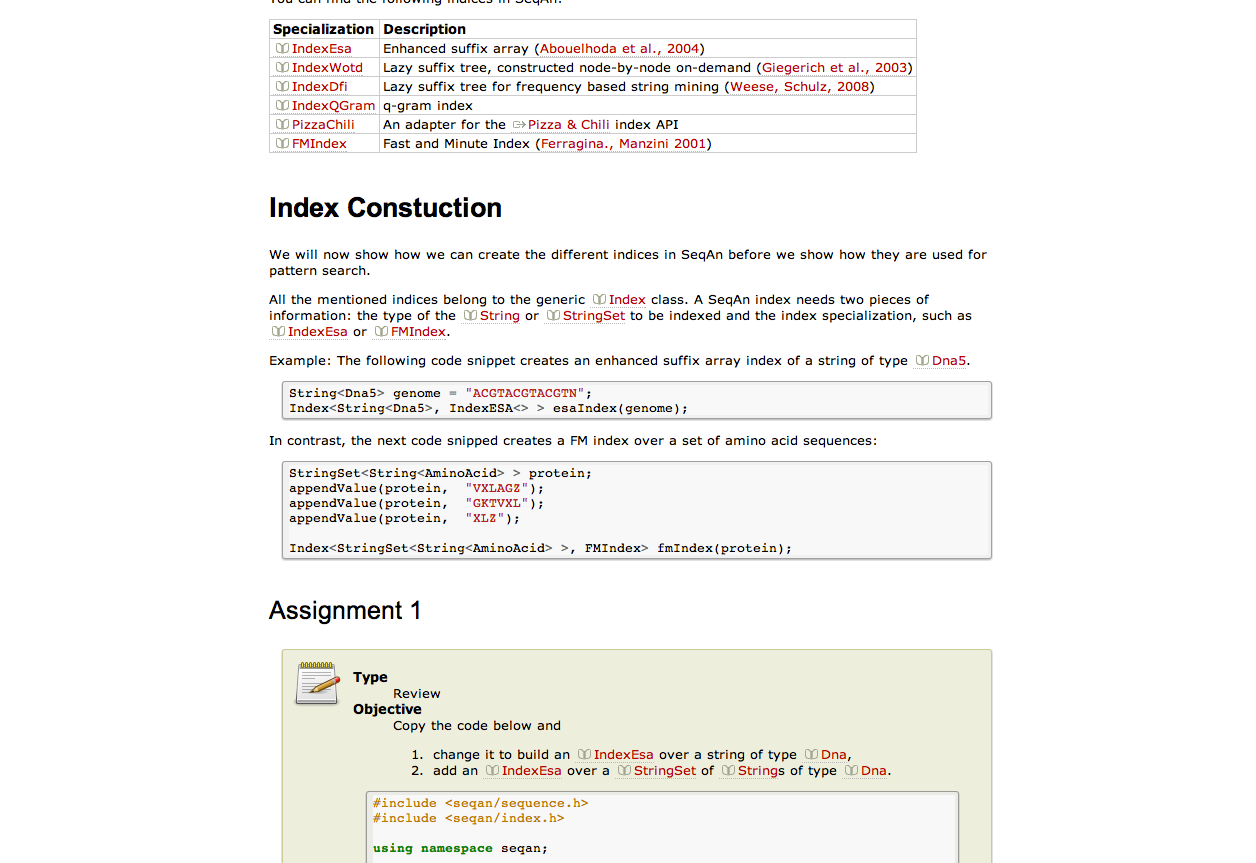 You can find the following indices in SeqAn:
Specialization Description
IndexEsa Enhanced suffix array (Abouelhoda et al., 2004)
IndexWotd Lazy suffix tree, constructed node-by-node on-demand (Giegerich et al., 2003)
IndexDfi Lazy suffix tree for frequency based string mining (Weese, Schulz, 2008)
IndexQGram q-gram index
PizzaChili An adapter for the Pizza & Chili index API
FMIndex Fast and Minute Index (Ferragina., Manzini 2001)
Index Constuction
We will now show how we can create the different indices in SeqAn before we show how they are used for
pattern search.
All the mentioned indices belong to the generic Index class. A SeqAn index needs two pieces of
information: the type of the String or StringSet to be indexed and the index specialization, such as
IndexEsa or FMIndex.
Example: The following code snippet creates an enhanced suffix array index of a string of type Dna5.
String<Dna5> genome = "ACGTACGTACGTN";
Index<String<Dna5>, IndexESA<> > esaIndex(genome);
In contrast, the next code snipped creates a FM index over a set of amino acid sequences:
StringSet<String<AminoAcid> > protein;
appendValue(protein, "VXLAGZ");
appendValue(protein, "GKTVXL");
appendValue(protein, "XLZ");
Index<StringSet<String<AminoAcid> >, FMIndex> fmIndex(protein);
Assignment 1
Type
Review
Objective
Copy the code below and
1. change it to build an IndexEsa over a string of type Dna,
2. add an IndexEsa over a StringSet of Strings of type Dna.
#include <seqan/sequence.h>
#include <seqan/index.h>
using namespace seqan;